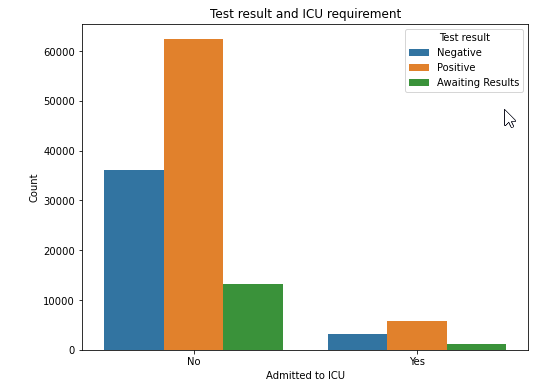 Test result and ICU requirement
Test result
Negative
Positive
Awaiting Results
60000
50000
40000
30000
20000
10000
0
Count
No
Yes
Admitted to ICU